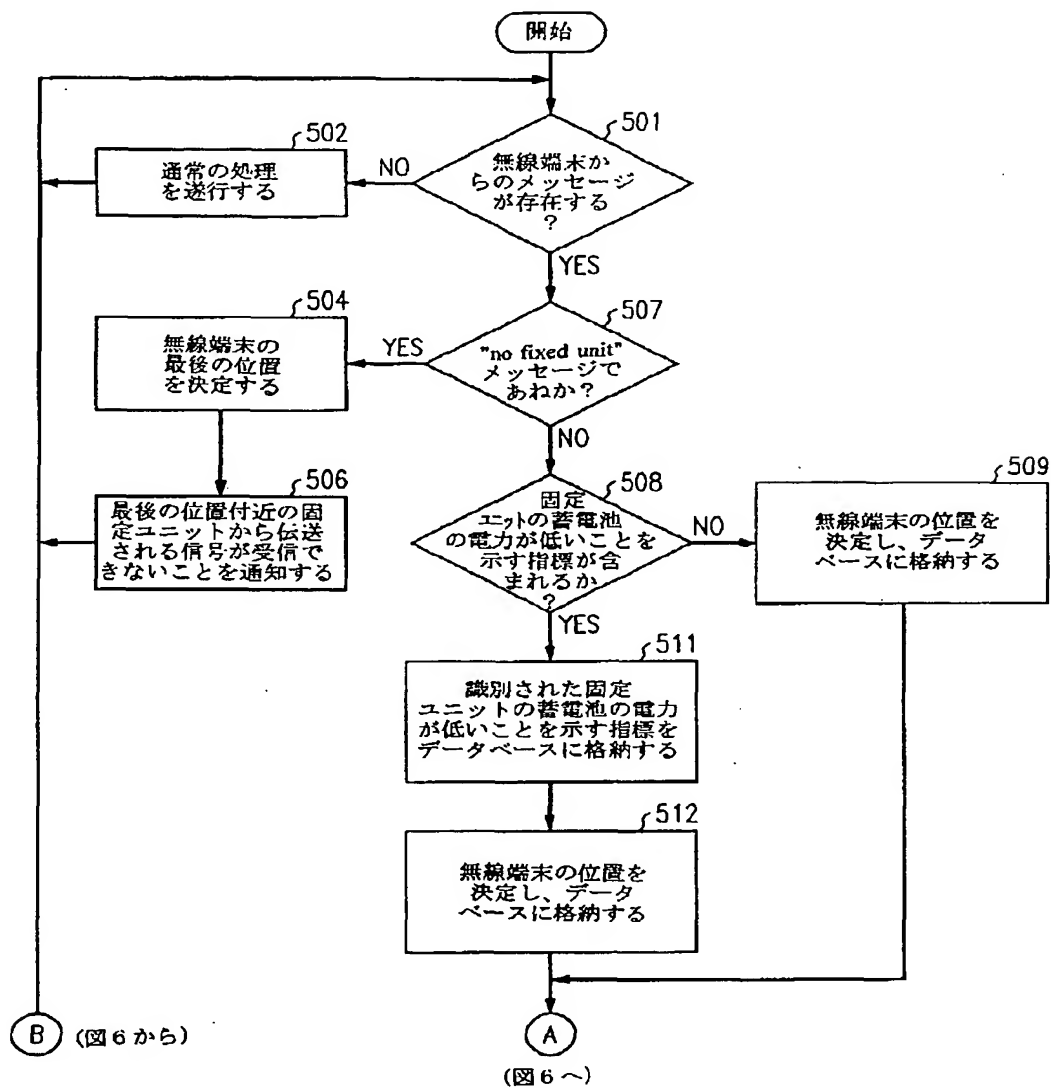 開始
501
無線端末か
らのメッセージ
が存在する
?
NO
YES
502
通常の処理
を遂行する
507
"no fixed unit"
メッセージで
あねか?
YES
NO
504
無線端末の
最後の位置
を決定する
506
最後の位置付近の固
定ユニットから伝送
される信号が受信で
きないことを通知する
508
固定
ユニットの蓄電池
の電力が低いことを
示す指標が含
まれるか
?
NO
YES
509
無線端末の位置を
決定し、データ
ベースに格納する
511
識別された固定
ユニットの蓄電池の電力
が低いことを示す指標を
データベースに格納する
512
無線端末の位置を
決定し、データ
ベースに格納する
B (図6から)
A
(図6へ)